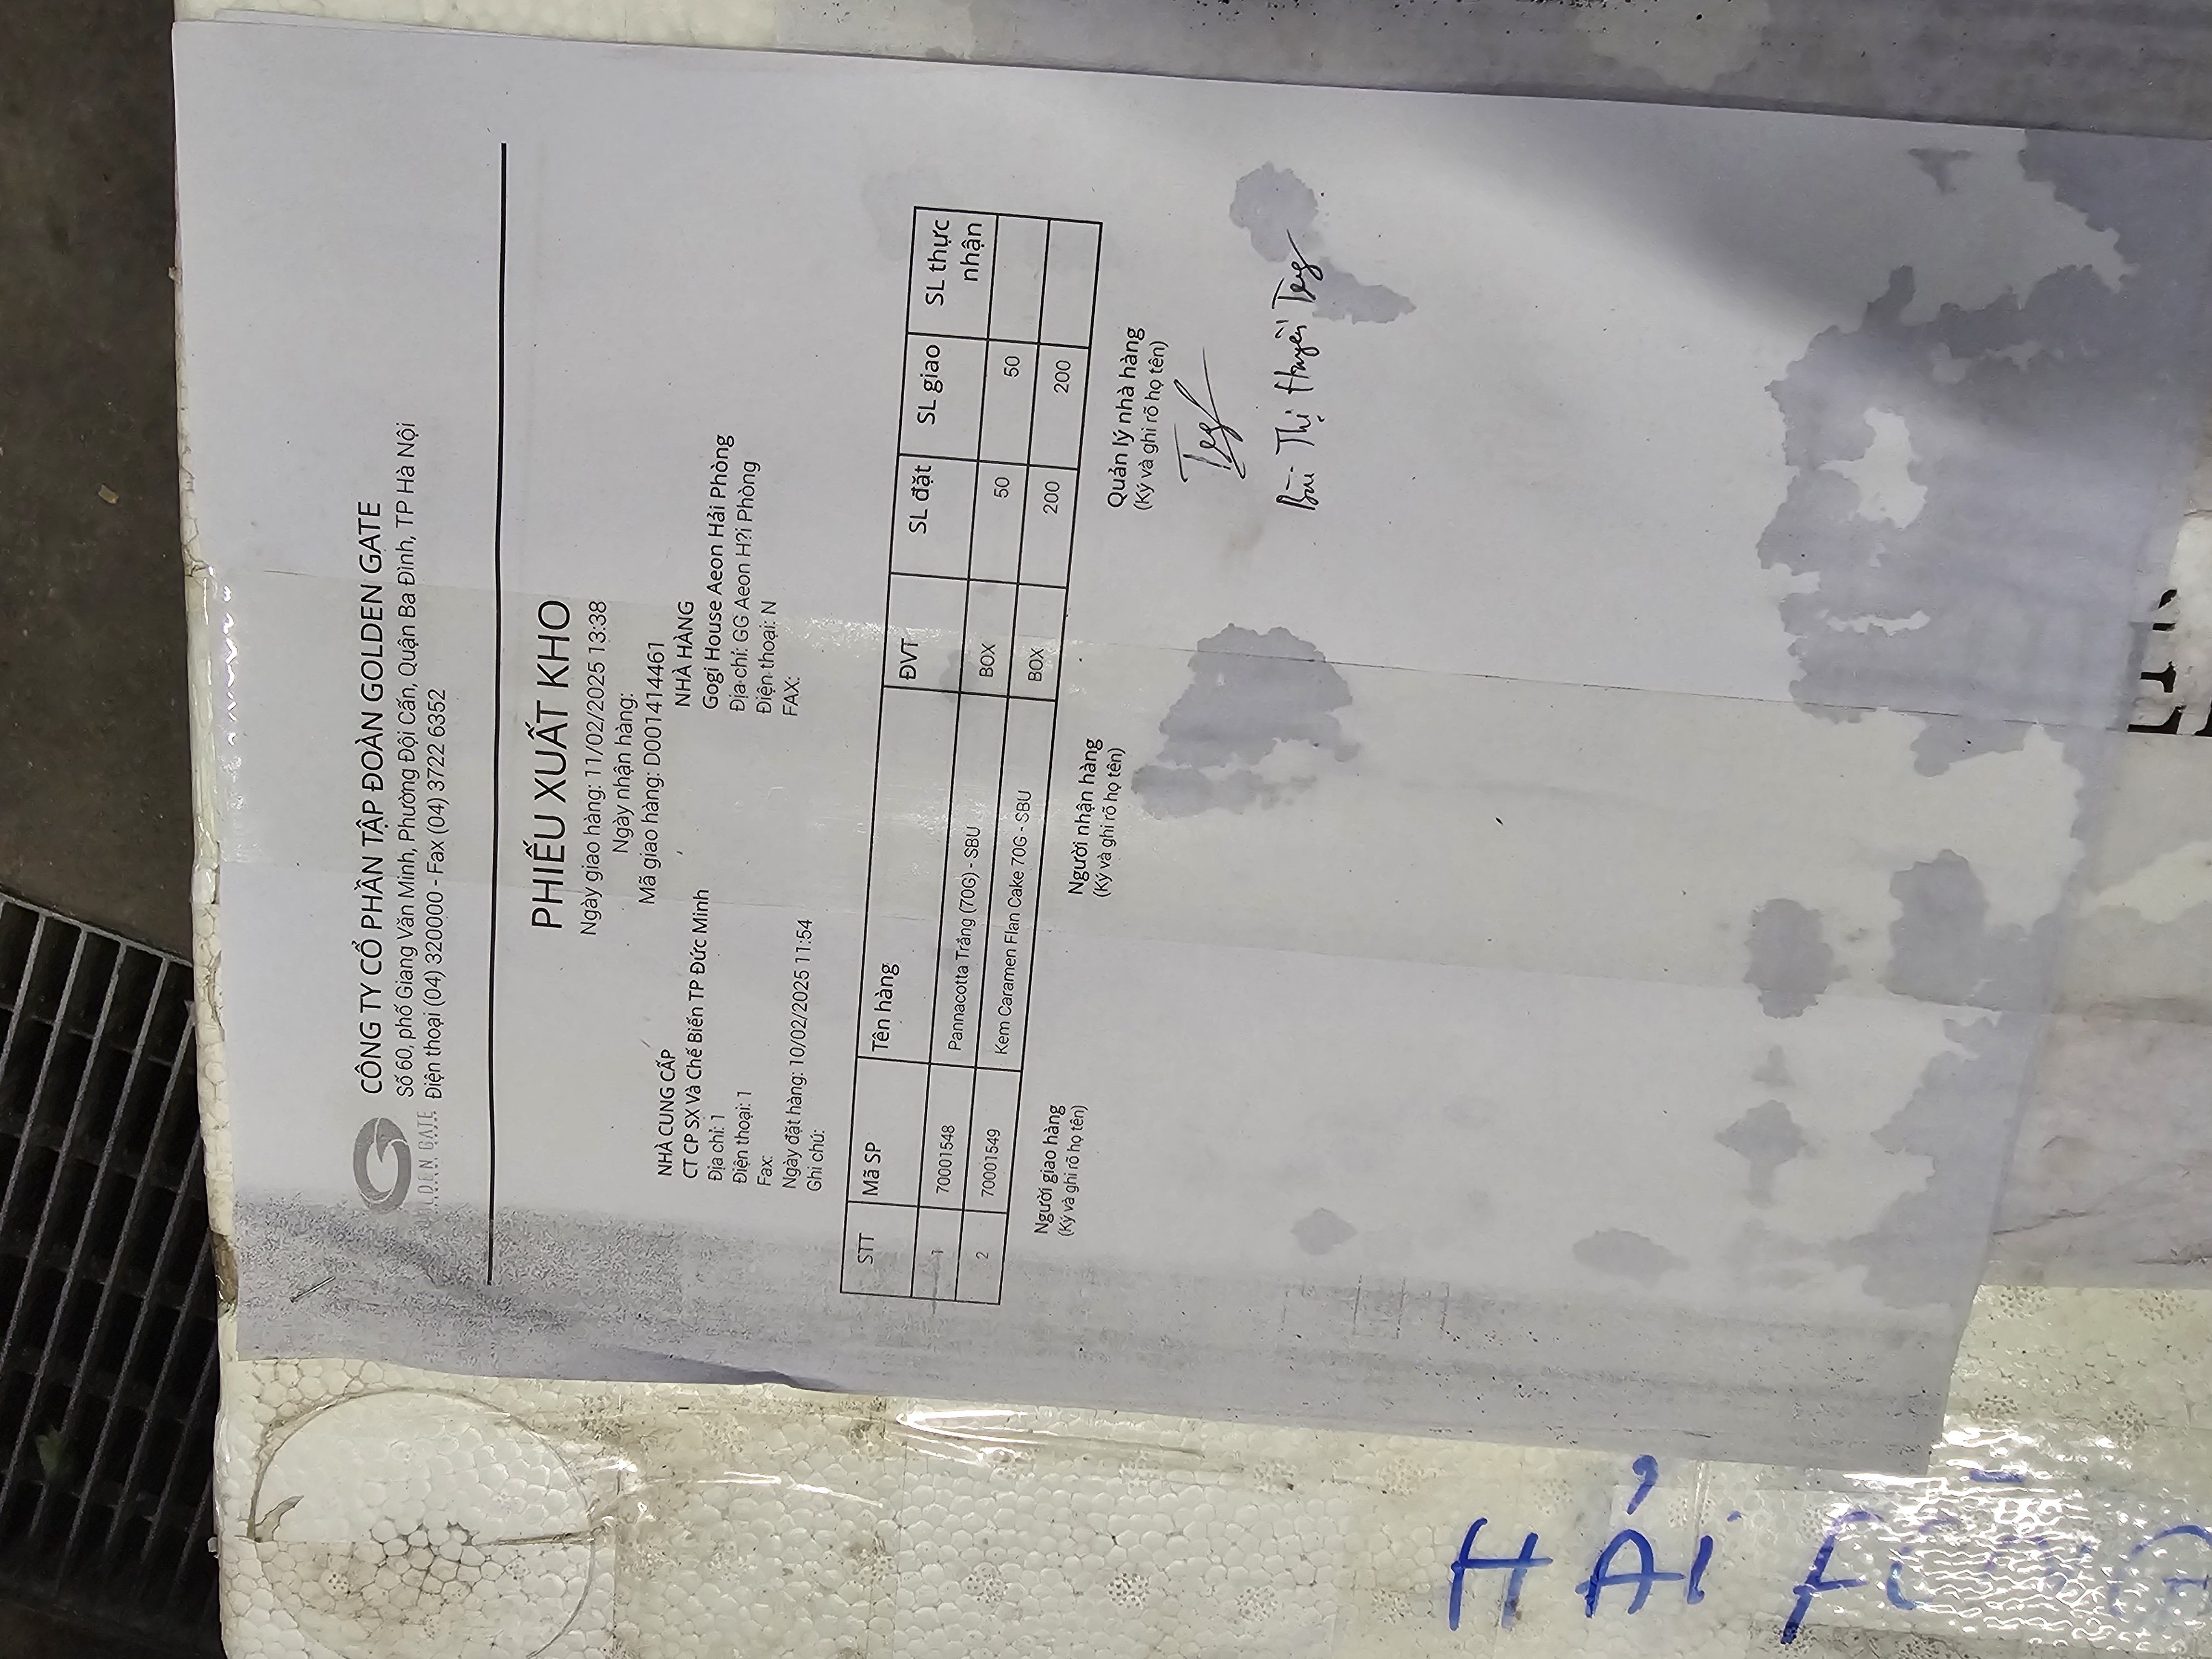 CÔNG TY CỔ PHẦN TẬP ĐOÀN GOLDEN GATE
Số 60, phố Giang Văn Minh, Phường Đội Cấn, Quận Ba Đình, TP Hà Nội
Điện thoại (04) 320000 - Fax (04) 3722 6352
GOLDEN GATE
PHIẾU XUẤT KHO
Ngày giao hàng: 11/02/2025 13:38
Ngày nhận hàng:
Mã giao hàng: D001414461
NHÀ CUNG CẤP
CT CP SX Và Chế Biến TP Đức Minh
Địa chỉ: 1
Điện thoại: 1
Fax:
Ngày đặt hàng: 10/02/2025 11:54
Ghi chú:
NHÀ HÀNG
Gogi House Aeon Hải Phòng
Địa chỉ: GG Aeon H?i Phòng
Điện thoại: N
FAX:
STT Mã SP Tên hàng ĐVT SL đặt SL giao SL thực nhận
1 70001548 Pannacotta Trắng (70G) - SBU BOX 50 50
2 70001549 Kem Caramen Flan Cake 70G - SBU BOX 200 200
Người giao hàng
(Ký và ghi rõ họ tên)
Người nhận hàng
(Ký và ghi rõ họ tên)
Quản lý nhà hàng
(Ký và ghi rõ họ tên)
Bùi Thị Huyền
HẢI